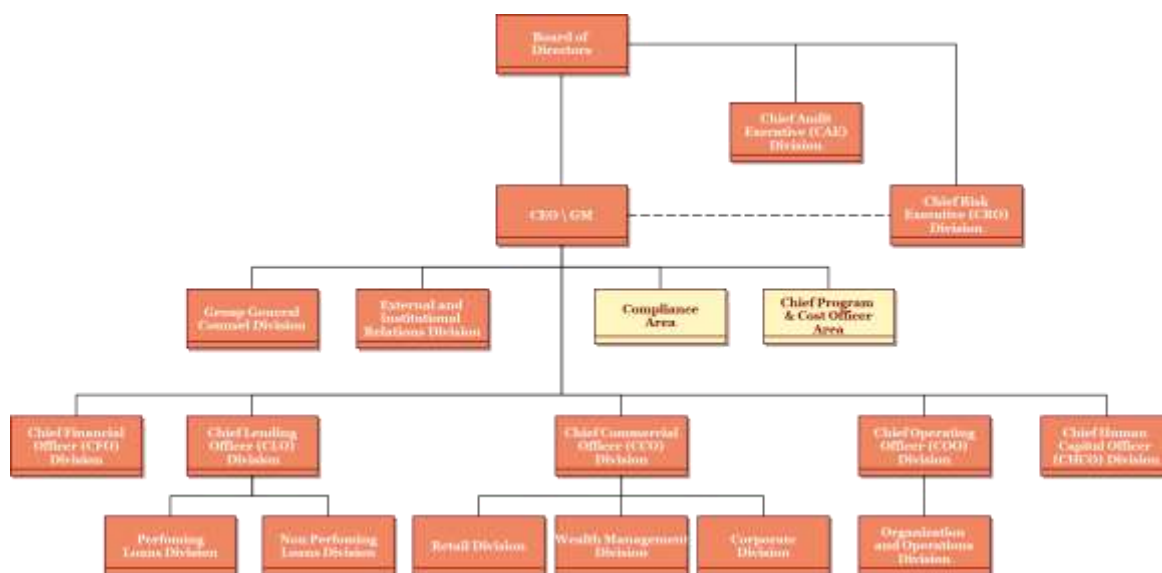 Board of
Directors
Chief Audit
Executive (CAE)
Division
CEO \ GM
Chief Risk
Executive (CRO)
Division
Group General
Counsel Division
External and
Institutional
Relations Division
Compliance
Area
Chief Program
& Cost Officer
Area
Chief Financial
Officer (CFO)
Division
Chief Lending
Officer (CLO)
Division
Chief Commercial
Officer (CCO)
Division
Chief Operating
Officer (COO)
Division
Chief Human
Capital Officer
(CHCO) Division
Perfoming
Loans Division
Non Perfoming
Loans Division
Retail Division
Wealth Management
Division
Corporate
Division
Organization
and Operations
Division